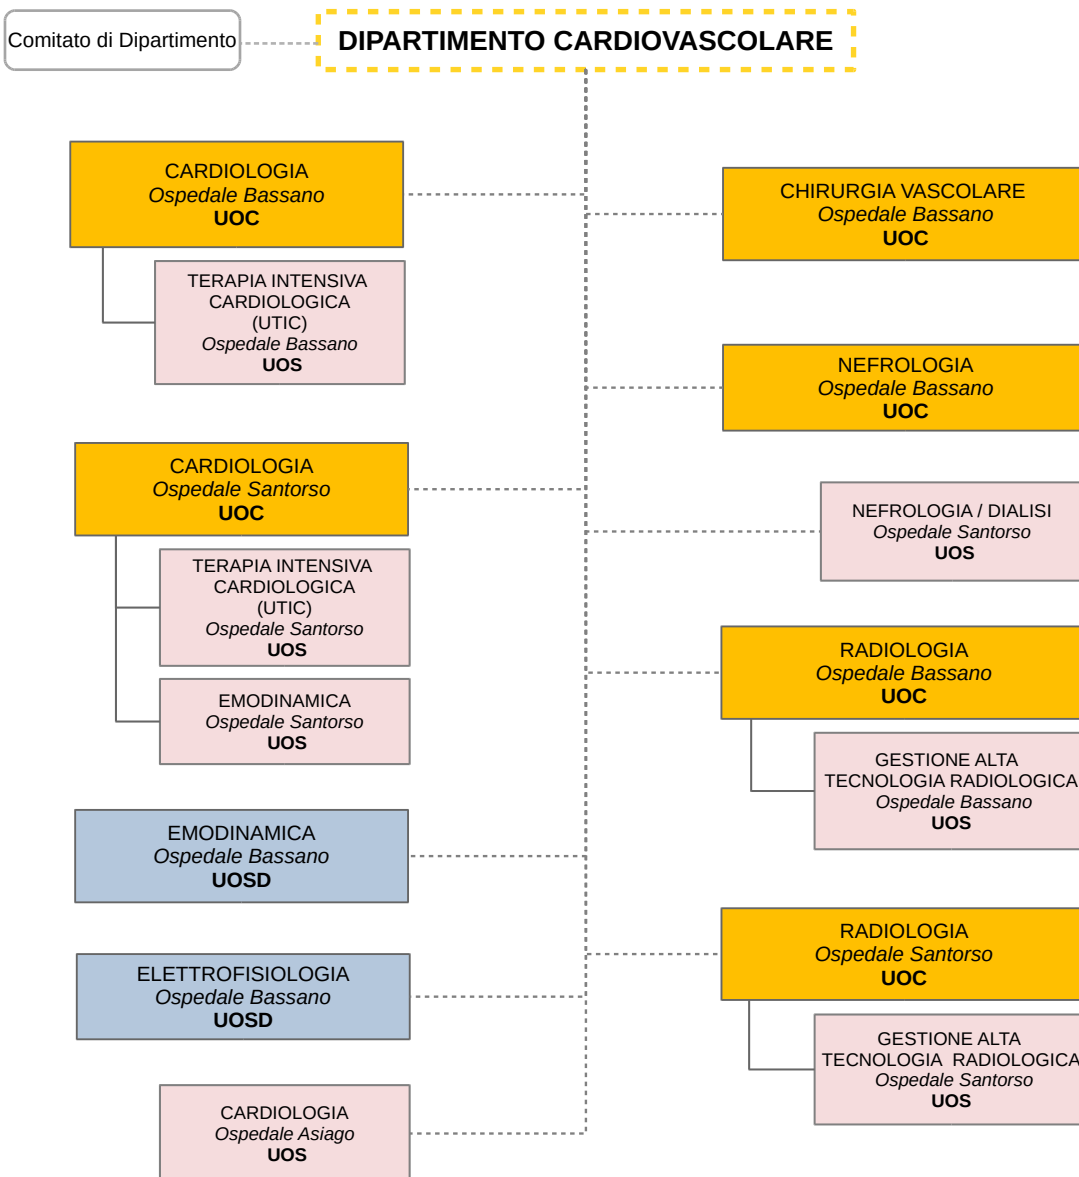 Comitato di Dipartimento
DIPARTIMENTO CARDIOVASCOLARE
CARDIOLOGIA
Ospedale Bassano
UOC
TERAPIA INTENSIVA
CARDIOLOGICA
(UTIC)
Ospedale Bassano
UOS
CARDIOLOGIA
Ospedale Santorso
UOC
TERAPIA INTENSIVA
CARDIOLOGICA
(UTIC)
Ospedale Santorso
UOS
EMODINAMICA
Ospedale Santorso
UOS
EMODINAMICA
Ospedale Bassano
UOSD
ELETTROFISIOLOGIA
Ospedale Bassano
UOSD
CARDIOLOGIA
Ospedale Asiago
UOS
CHIRURGIA VASCOLARE
Ospedale Bassano
UOC
NEFROLOGIA
Ospedale Bassano
UOC
NEFROLOGIA / DIALISI
Ospedale Santorso
UOS
RADIOLOGIA
Ospedale Bassano
UOC
GESTIONE ALTA
TECNOLOGIA RADIOLOGICA
Ospedale Bassano
UOS
RADIOLOGIA
Ospedale Santorso
UOC
GESTIONE ALTA
TECNOLOGIA RADIOLOGICA
Ospedale Santorso
UOS